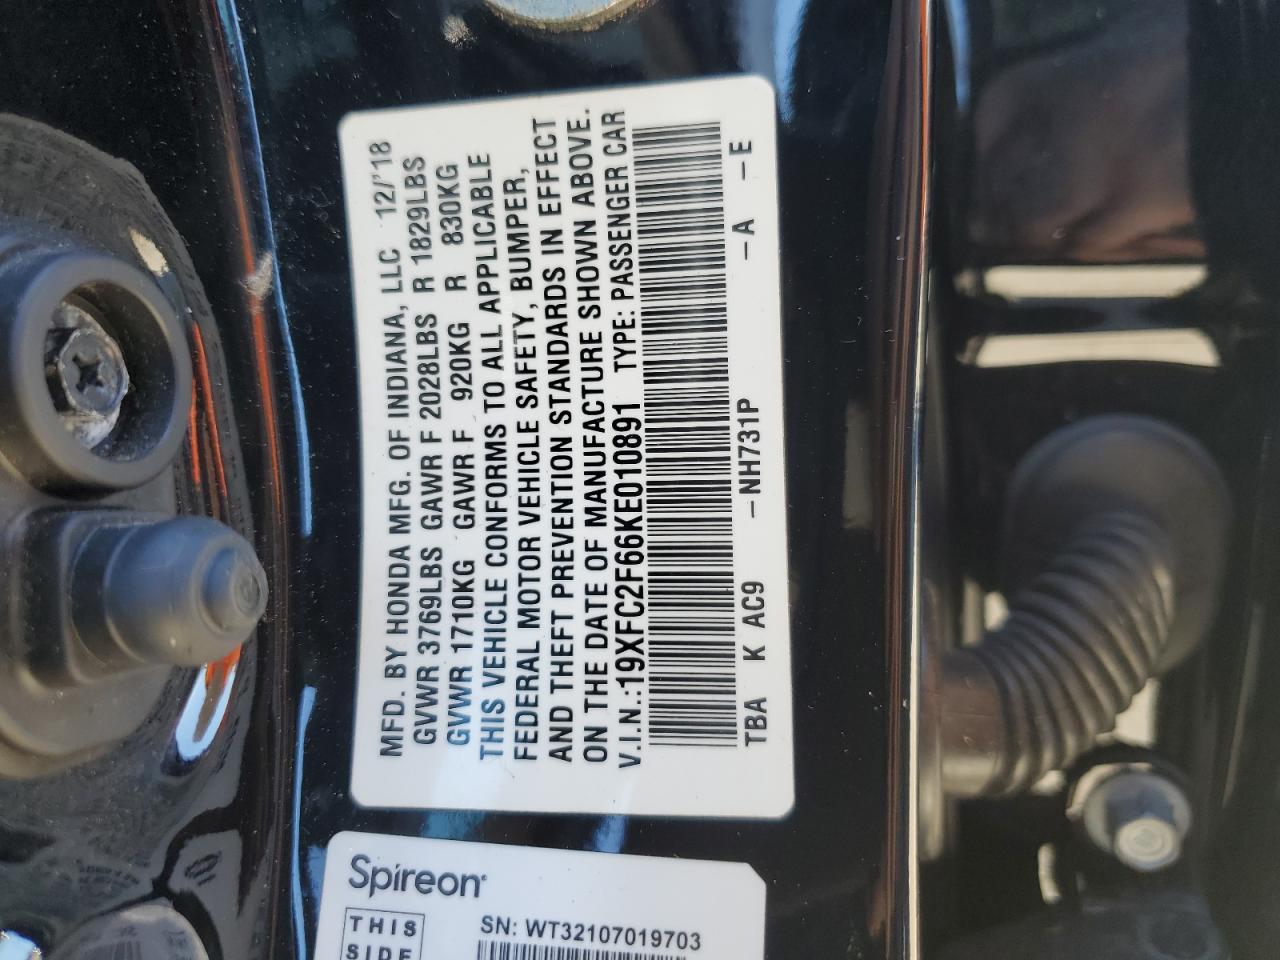 MFD. BY HONDA MFG. OF INDIANA, LLC 12/'18
GVWR 3769LBS GAWR F 2028LBS R 1829LBS
GVWR 1710KG GAWR F 920KG R 830KG
THIS VEHICLE CONFORMS TO ALL APPLICABLE
FEDERAL MOTOR VEHICLE SAFETY, BUMPER,
AND THEFT PREVENTION STANDARDS IN EFFECT
ON THE DATE OF MANUFACTURE SHOWN ABOVE.
V.I.N.:19XFC2F66KE010891 TYPE: PASSENGER CAR
TBA K AC9 -NH731P -A -E
Spireon
THIS
SIDE
SN: WT32107019703